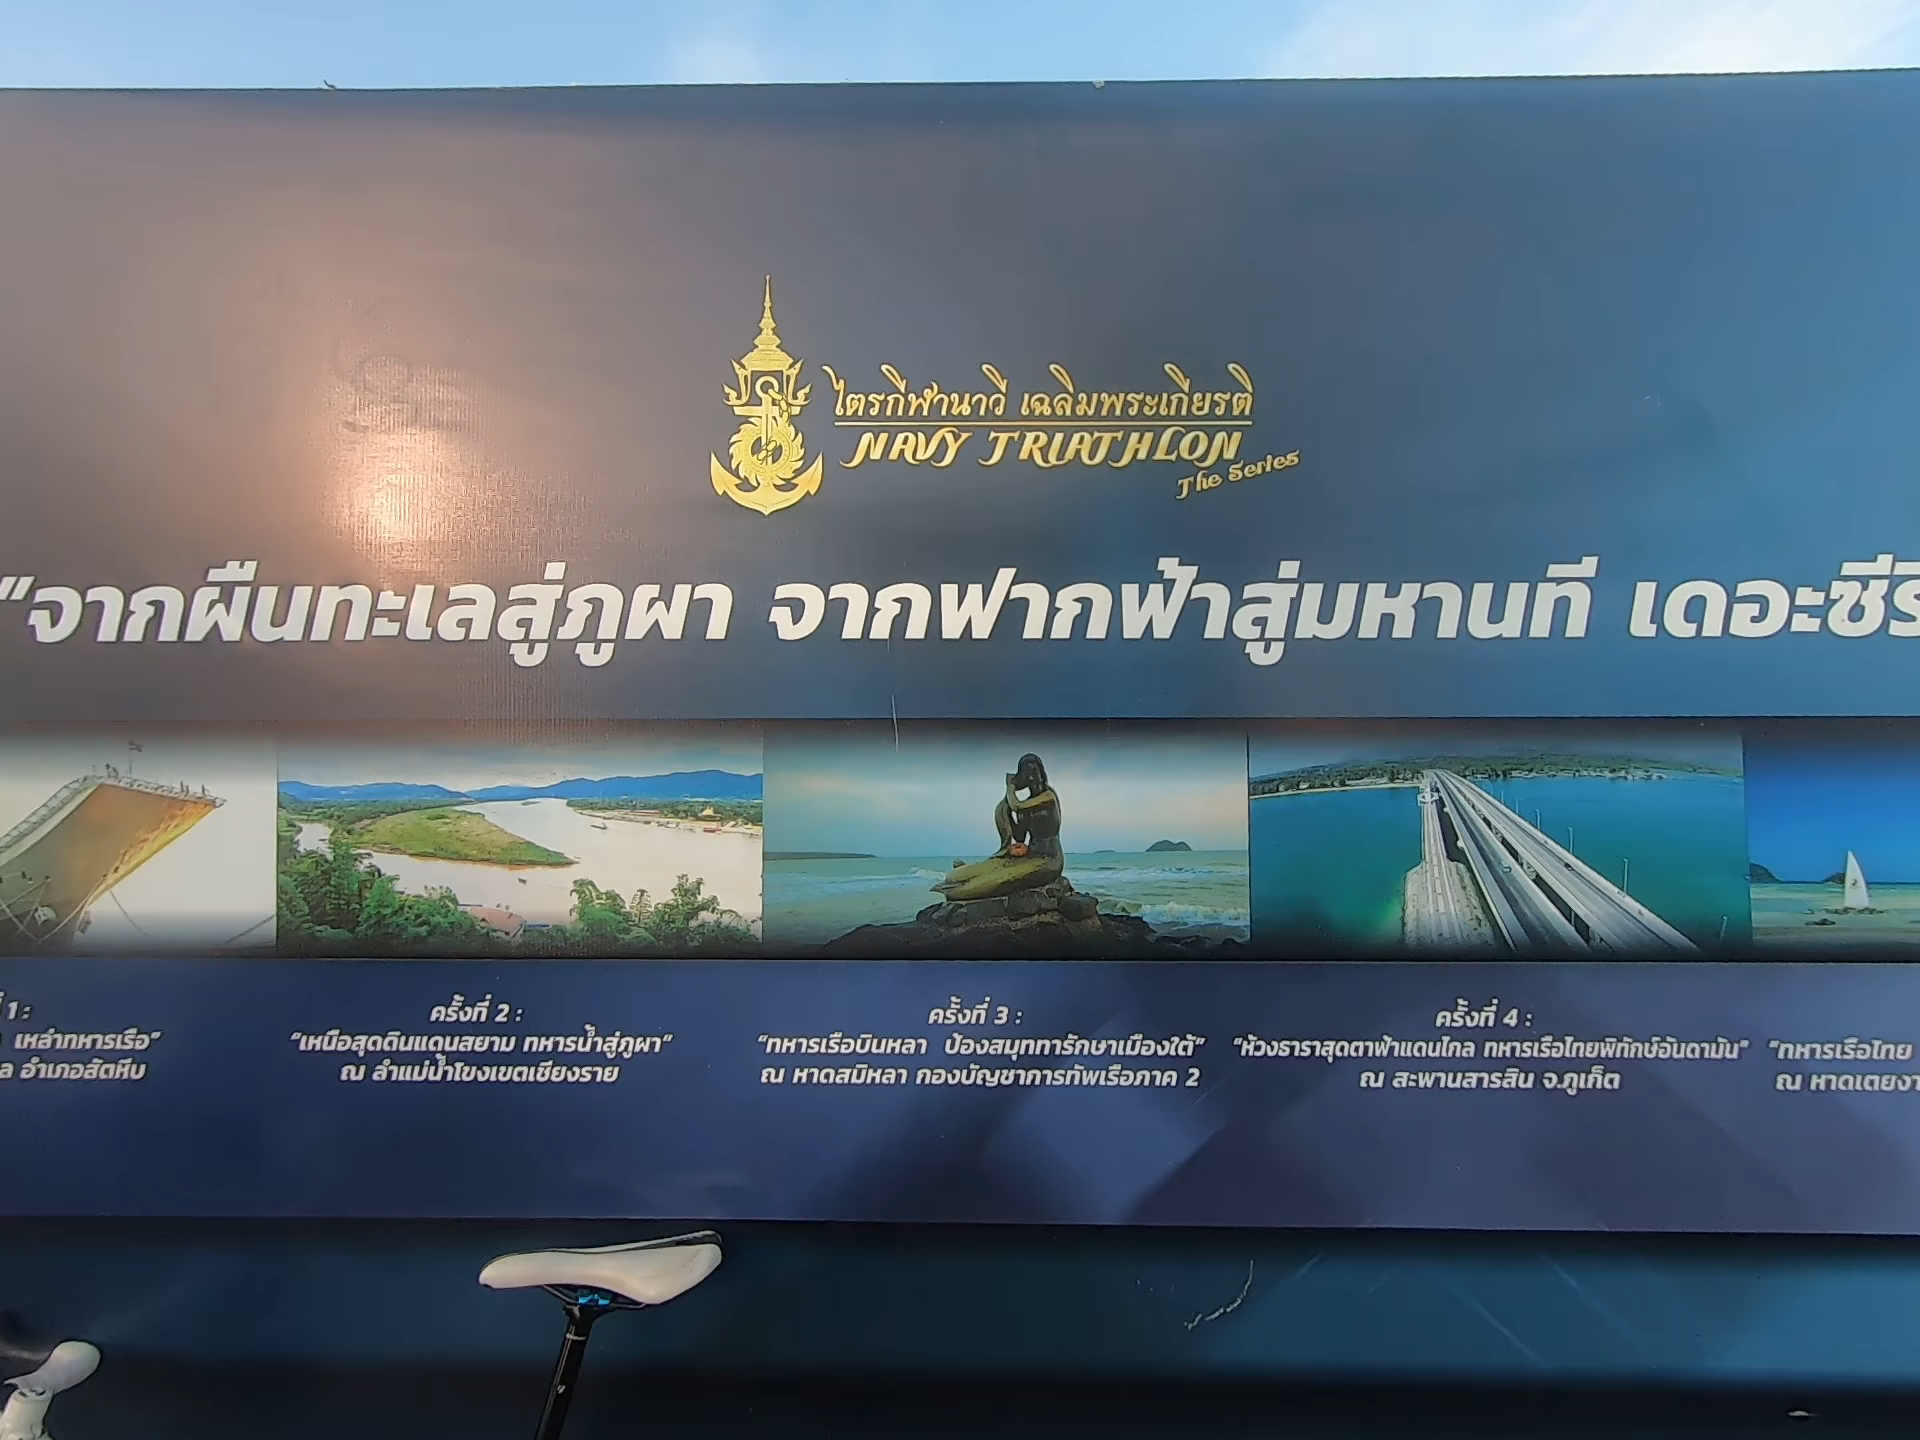 ไตรกีฬานาวี เฉลิมพระเกียรติ
NAVY TRIATHLON
The Series
"จากผืนทะเลสู่ภูผา จากฟากฟ้าสู่มหานที เดอะซีรี
1 :
เหล่าทหารเรือ"
ล อำเภอสัตหีบ
ครั้งที่ 2 :
"เหนือสุดดินแดนสยาม ทหารน้ำสู่ภูผา"
ณ ลำแม่น้ำโขงเขตเชียงราย
ครั้งที่ 3 :
"ทหารเรือบินหลา ป้องสมุททารักษาเมืองใต้"
ณ หาดสมิหลา กองบัญชาการทัพเรือภาค 2
ครั้งที่ 4 :
"ห้วงธาราสุดตาฟ้าแดนไกล ทหารเรือไทยพิทักษ์อันดามัน"
ณ สะพานสารสิน จ.ภูเก็ต
"ทหารเรือไทย
ณ หาดเตยงา